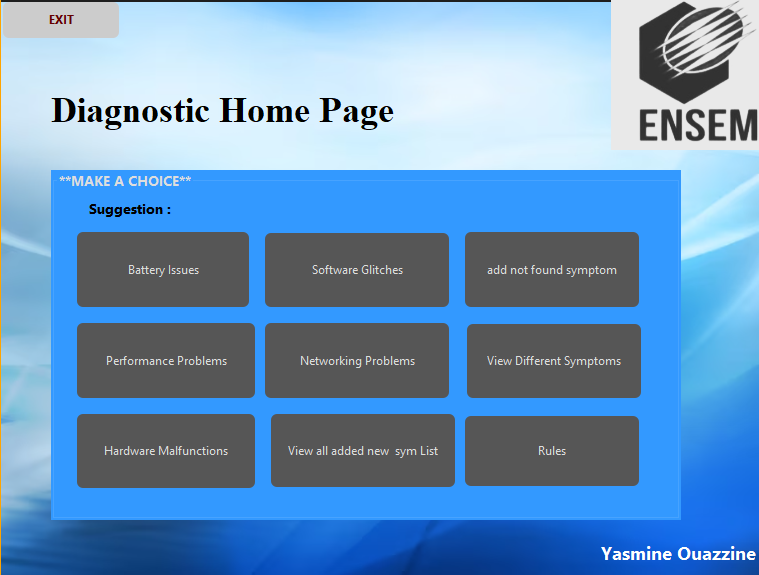 EXIT
ENSEM
Diagnostic Home Page
**MAKE A CHOICE**
Suggestion :
Battery Issues
Software Glitches
add not found symptom
Performance Problems
Networking Problems
View Different Symptoms
Hardware Malfunctions
View all added new  sym List
Rules
Yasmine Ouazzine